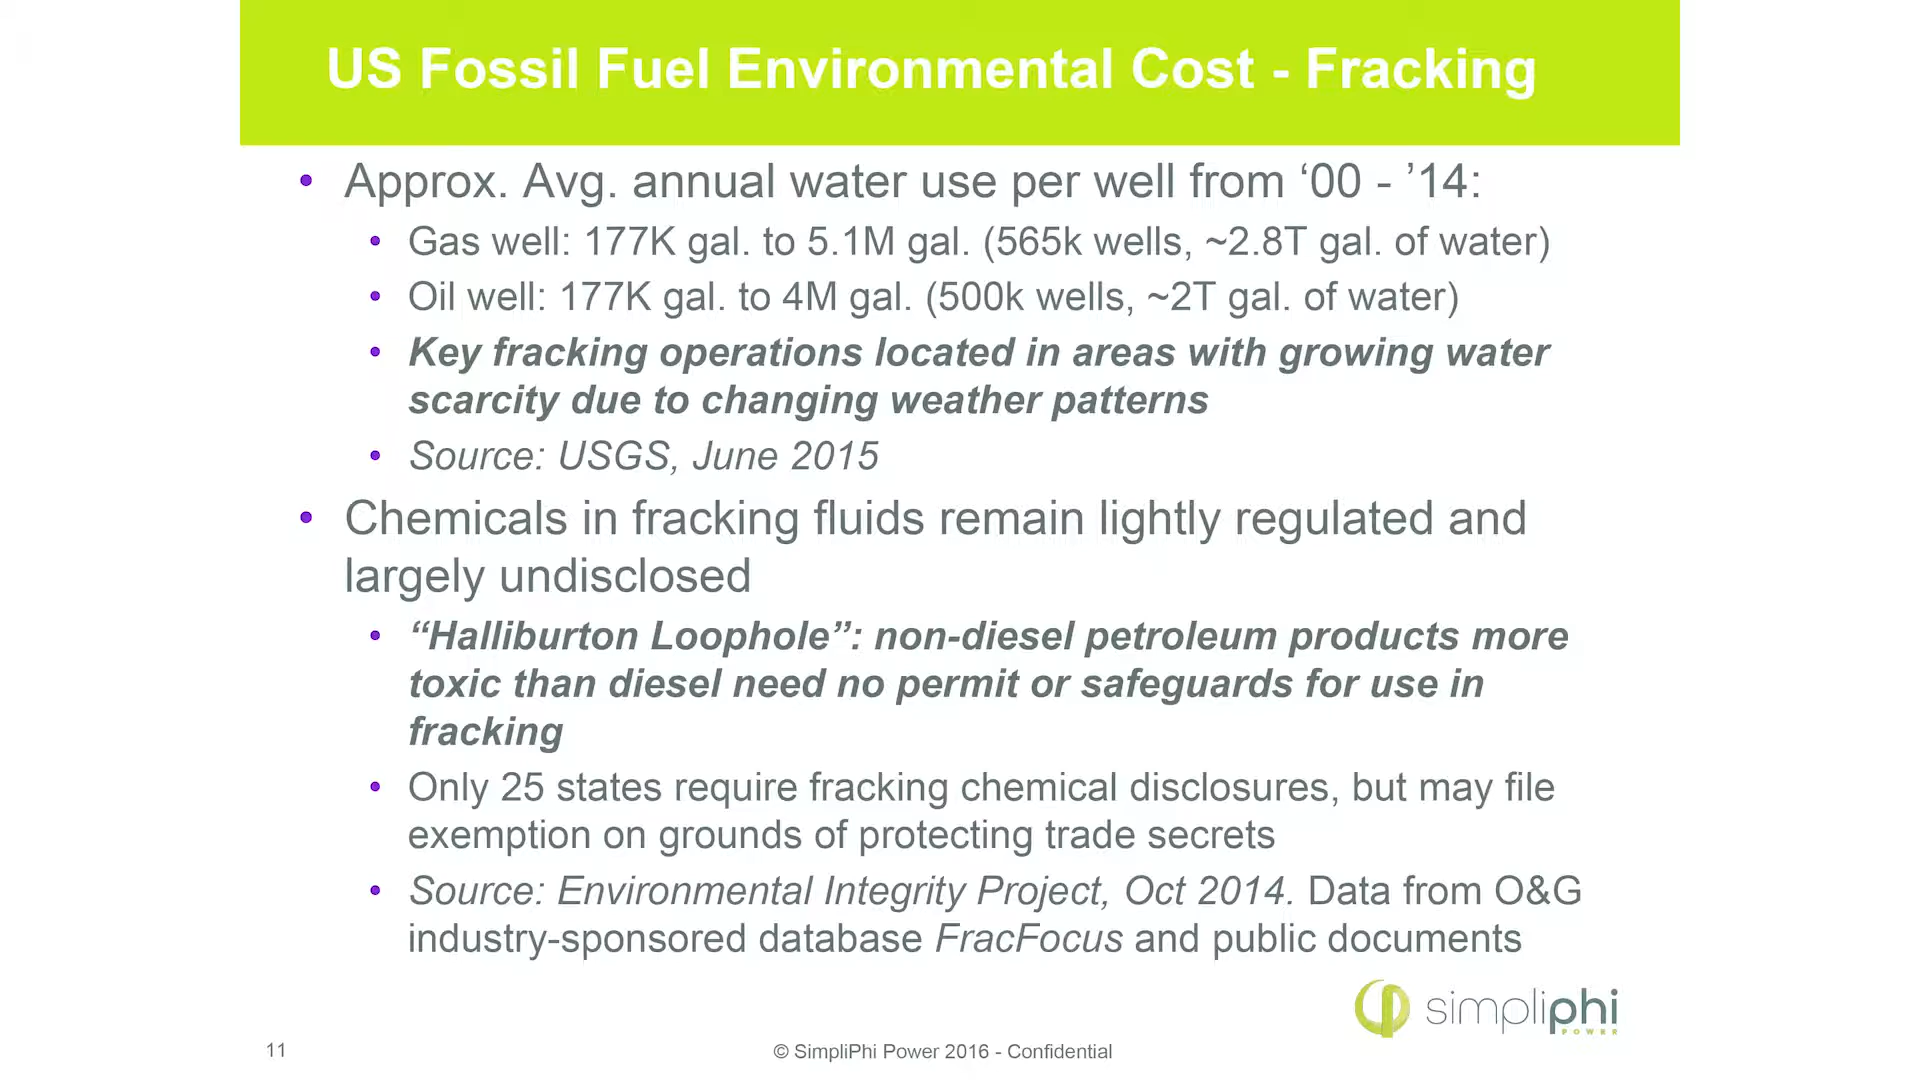 US Fossil Fuel Environmental Cost - Fracking
• Approx. Avg. annual water use per well from ‘00 - ’14:
• Gas well: 177K gal. to 5.1M gal. (565k wells, ~2.8T gal. of water)
• Oil well: 177K gal. to 4M gal. (500k wells, ~2T gal. of water)
• Key fracking operations located in areas with growing water
scarcity due to changing weather patterns
• Source: USGS, June 2015
• Chemicals in fracking fluids remain lightly regulated and
largely undisclosed
• “Halliburton Loophole”: non-diesel petroleum products more
toxic than diesel need no permit or safeguards for use in
fracking
• Only 25 states require fracking chemical disclosures, but may file
exemption on grounds of protecting trade secrets
• Source: Environmental Integrity Project, Oct 2014. Data from O&G
industry-sponsored database FracFocus and public documents
simpliphi
POWER
11
© SimpliPhi Power 2016 - Confidential